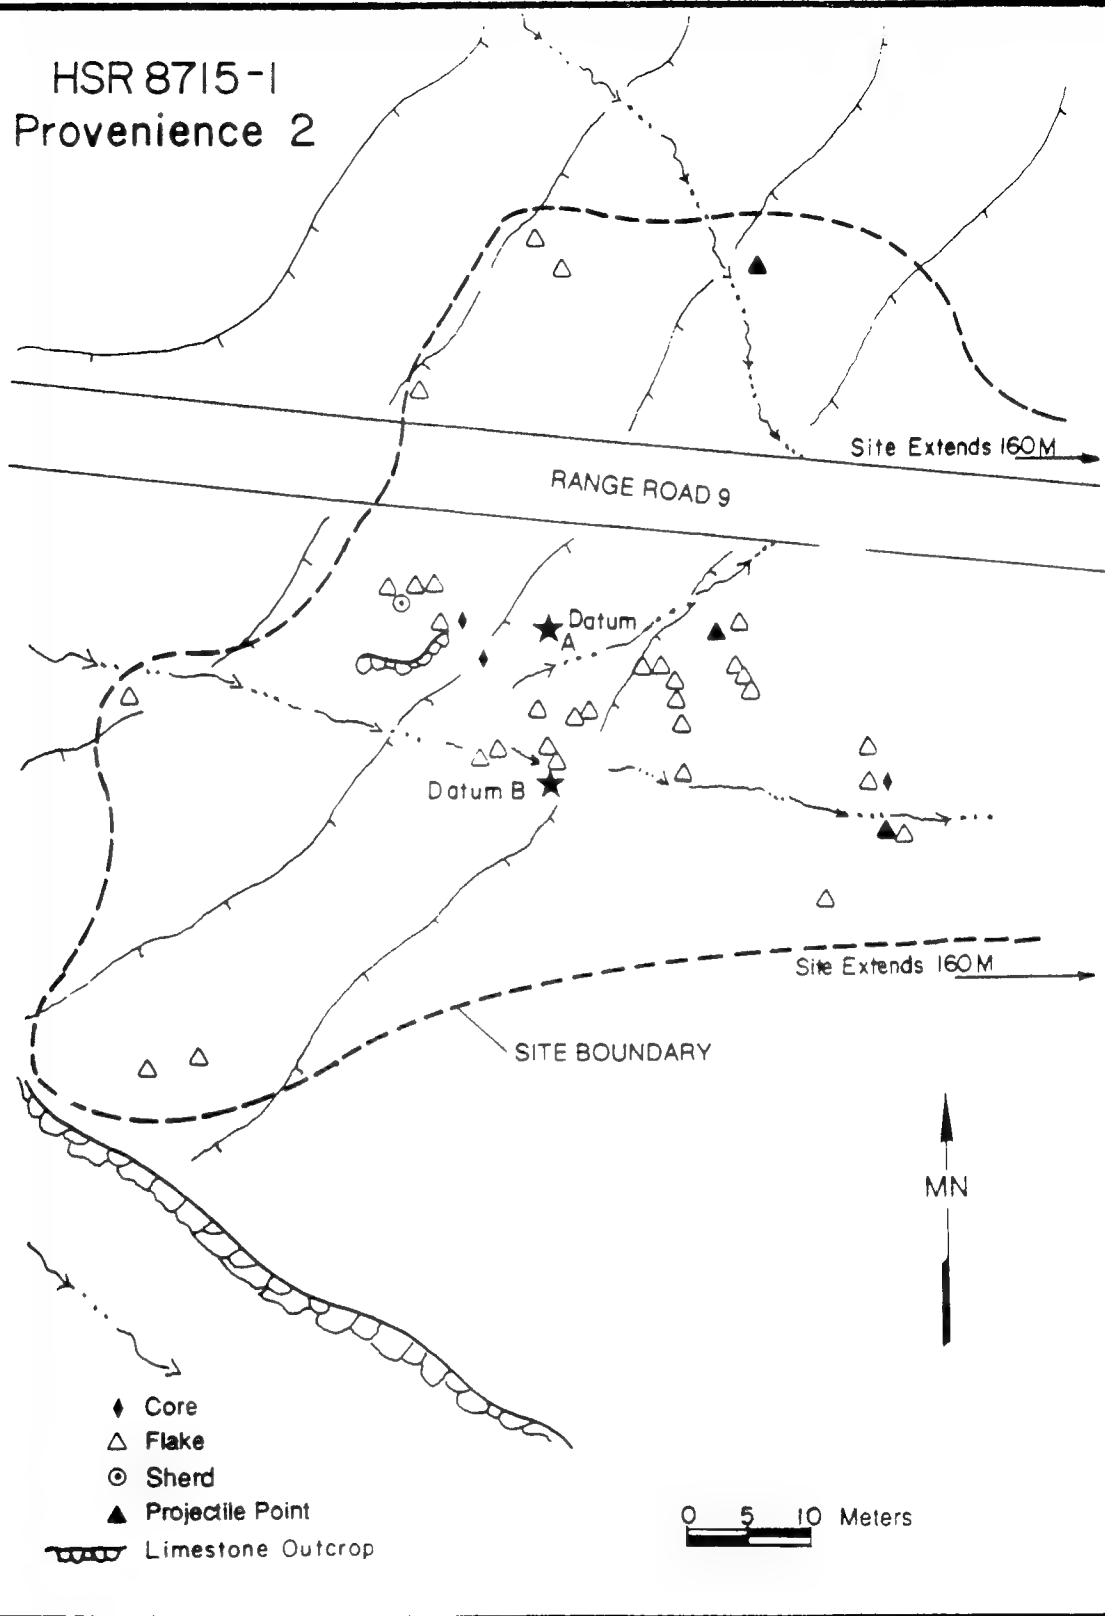 HSR 8715-1
Provenience 2
Site Extends 160M
RANGE ROAD 9
Datum
A
Datum B
Site Extends 160M
SITE BOUNDARY
MN
Core
Flake
Sherd
Projectile Point
Limestone Outcrop
0 5 10 Meters